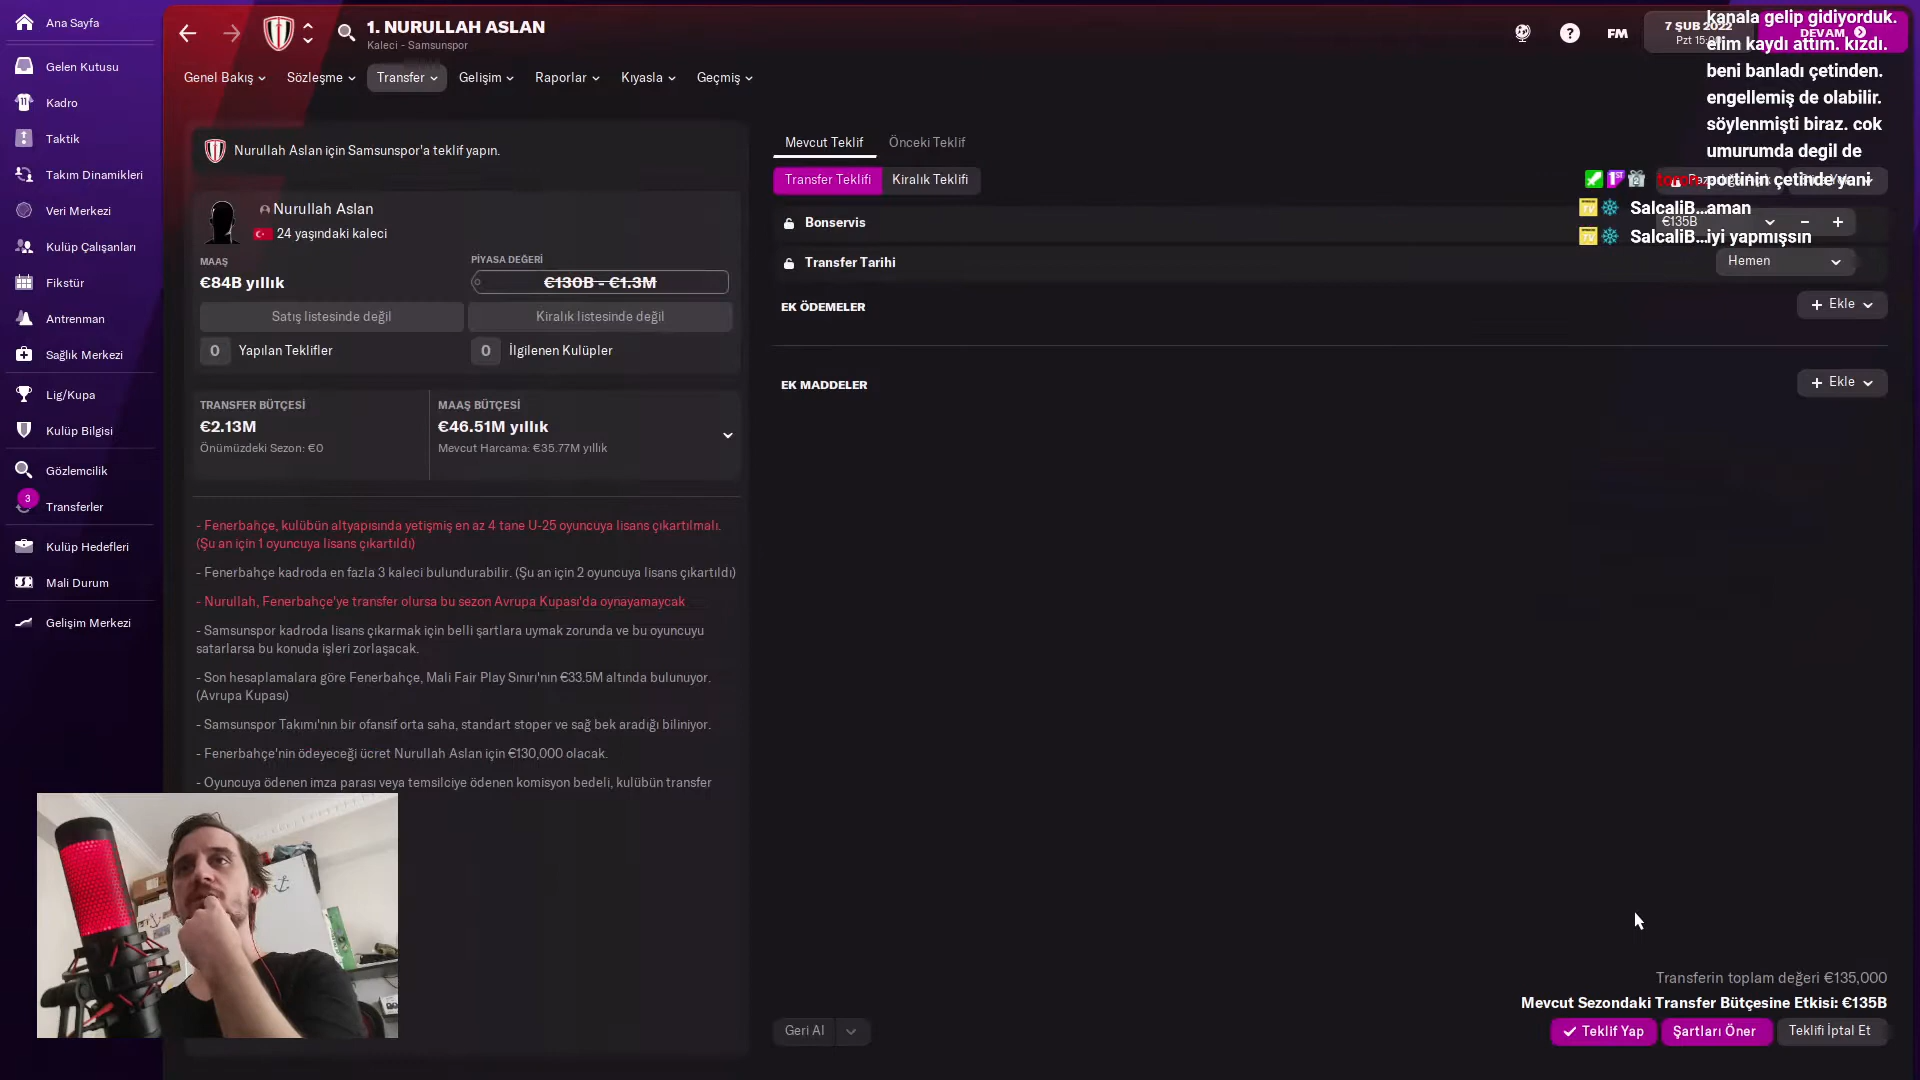 Ana Sayfa
Gelen Kutusu
Kadro
Taktik
Takım Dinamikleri
Veri Merkezi
Kulüp Çalışanları
Fikstür
Antrenman
Sağlık Merkezi
Lig/Kupa
Kulüp Bilgisi
Gözlemcilik
3
Transferler
Kulüp Hedefleri
Mali Durum
Gelişim Merkezi
1. NURULLAH ASLAN
Kaleci - Samsunspor
FM
7 ŞUB 2022
DEVAM
Genel Bakış
Sözleşme
Transfer
Gelişim
Raporlar
Kıyasla
Geçmiş
kanala gelip gidiyorduk.
elim kaydı attım. kızdı.
beni banladı çetinden.
engellemiş de olabilir.
söylenmişti biraz. cok
umurumda degil de
portinin çetinde yani
SalcaliB...aman
SalcaliB...iyi yapmışsın
Nurullah Aslan için Samsunspor'a teklif yapın.
Nurullah Aslan
24 yaşındaki kaleci
MAAŞ
€84B yıllık
PİYASA DEĞERİ
€130B - €1.3M
Satış listesinde değil
Kiralık listesinde değil
0 Yapılan Teklifler
0 İlgilenen Kulüpler
TRANSFER BÜTÇESİ
€2.13M
Önümüzdeki Sezon: €0
MAAŞ BÜTÇESİ
€46.51M yıllık
Mevcut Harcama: €35.77M yıllık
- Fenerbahçe, kulübün altyapısında yetişmiş en az 4 tane U-25 oyuncuya lisans çıkartılmalı.
(Şu an için 1 oyuncuya lisans çıkartıldı)
- Fenerbahçe kadroda en fazla 3 kaleci bulundurabilir. (Şu an için 2 oyuncuya lisans çıkartıldı)
- Nurullah, Fenerbahçe'ye transfer olursa bu sezon Avrupa Kupası'da oynayamaycak
- Samsunspor kadroda lisans çıkarmak için belli şartlara uymak zorunda ve bu oyuncuyu
satarlarsa bu konuda işleri zorlaşacak.
- Son hesaplamalara göre Fenerbahçe, Mali Fair Play Sınırı'nın €33.5M altında bulunuyor.
(Avrupa Kupası)
- Samsunspor Takımı'nın bir ofansif orta saha, standart stoper ve sağ bek aradığı biliniyor.
- Fenerbahçe'nin ödeyeceği ücret Nurullah Aslan için €130,000 olacak.
- Oyuncuya ödenen imza parası veya temsilciye ödenen komisyon bedeli, kulübün transfer
Mevcut Teklif
Önceki Teklif
Transfer Teklifi
Kiralık Teklifi
Bonservis
€135B
Transfer Tarihi
Hemen
EK ÖDEMELER
Ekle
EK MADDELER
Ekle
Transferin toplam değeri €135,000
Mevcut Sezondaki Transfer Bütçesine Etkisi: €135B
Geri Al
Teklif Yap
Şartları Öner
Teklifi İptal Et